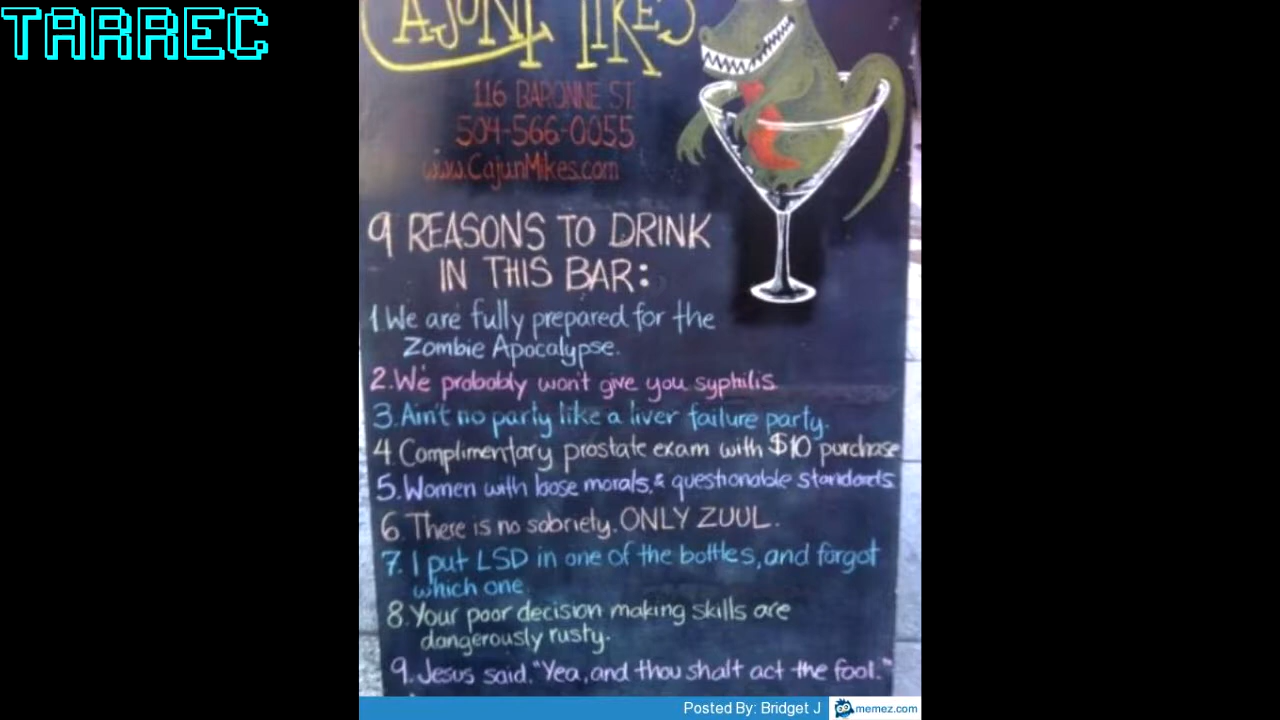 TARREC
CAJUN MIKE'S
116 BARONNE ST.
504-566-0055
www.CajunMikes.com
9 REASONS TO DRINK
IN THIS BAR:
1 We are fully prepared for the
Zombie Apocalypse.
2. We probably won't give you syphilis.
3. Ain't no party like a liver failure party.
4 Complimentary prostate exam with $10 purchase
5. Women with loose morals, & questionable standards.
6. There is no sobriety. ONLY ZUUL.
7. I put LSD in one of the bottles, and forgot
which one.
8. Your poor decision making skills are
dangerously rusty.
9. Jesus said. "Yea, and thou shalt act the fool."
Posted By: Bridget J
memez.com